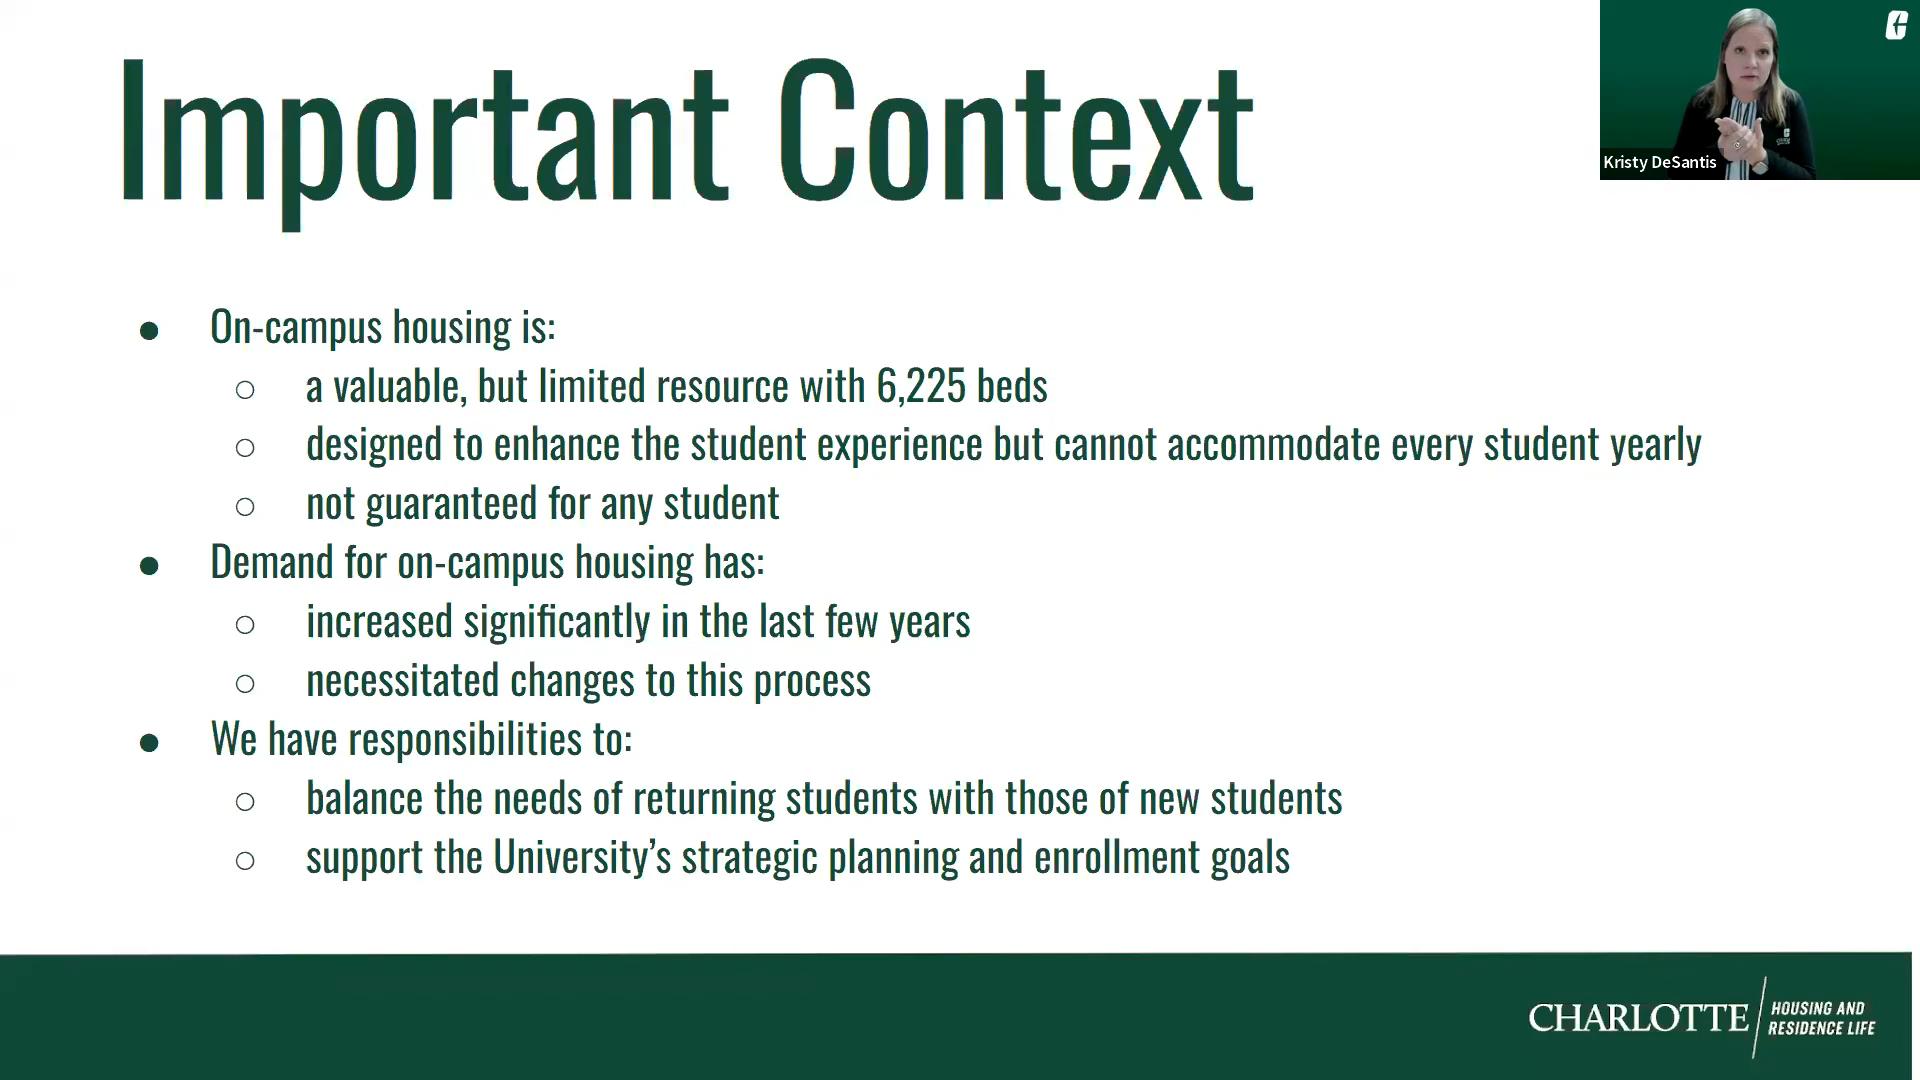 Important Context
Kristy DeSantis
On-campus housing is:
a valuable, but limited resource with 6,225 beds
designed to enhance the student experience but cannot accommodate every student yearly
not guaranteed for any student
Demand for on-campus housing has:
increased significantly in the last few years
necessitated changes to this process
We have responsibilities to:
balance the needs of returning students with those of new students
support the University’s strategic planning and enrollment goals
CHARLOTTE
HOUSING AND
RESIDENCE LIFE